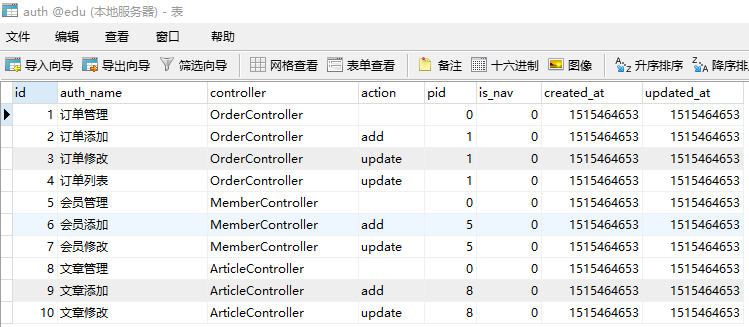 auth @edu (本地服务器) - 表
文件 编辑 查看 窗口 帮助
导入向导 导出向导 筛选向导 网格查看 表单查看 备注 十六进制 图像 升序排序 降序排
id auth_name controller action pid is_nav created_at updated_at
1 订单管理 OrderController 0 0 1515464653 1515464653
2 订单添加 OrderController add 1 0 1515464653 1515464653
3 订单修改 OrderController update 1 0 1515464653 1515464653
4 订单列表 OrderController update 1 0 1515464653 1515464653
5 会员管理 MemberController 0 0 1515464653 1515464653
6 会员添加 MemberController add 5 0 1515464653 1515464653
7 会员修改 MemberController update 5 0 1515464653 1515464653
8 文章管理 ArticleController 0 0 1515464653 1515464653
9 文章添加 ArticleController add 8 0 1515464653 1515464653
10 文章修改 ArticleController update 8 0 1515464653 1515464653